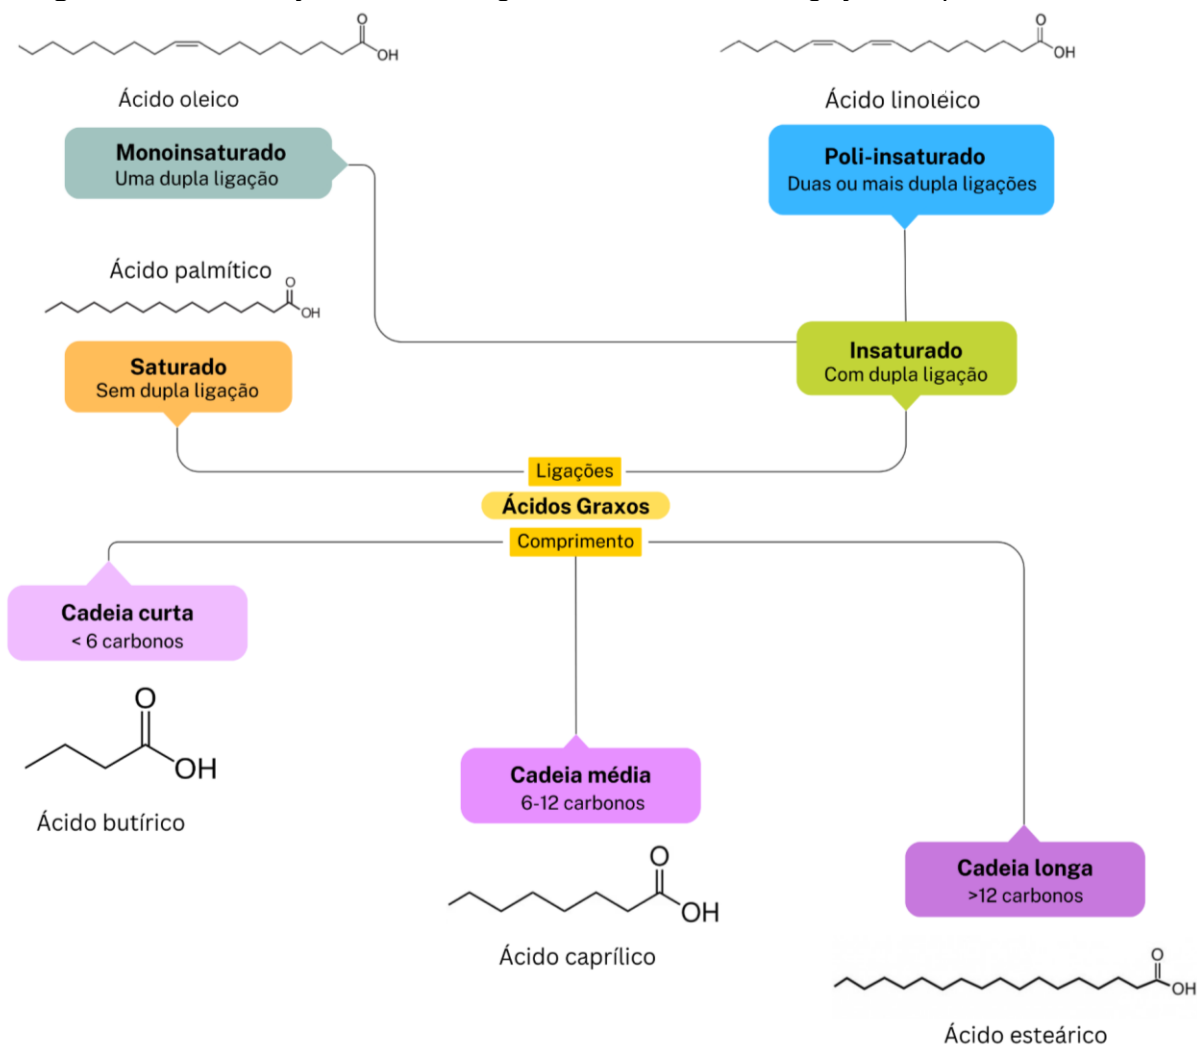 O
OH
Ácido oleico
Monoinsaturado
Uma dupla ligação
O
OH
Ácido linoléico
Poli-insaturado
Duas ou mais dupla ligações
Ácido palmítico
O
OH
Saturado
Sem dupla ligação
Insaturado
Com dupla ligação
Ligações
Ácidos Graxos
Comprimento
Cadeia curta
< 6 carbonos
O
OH
Ácido butírico
Cadeia média
6-12 carbonos
O
OH
Ácido caprílico
Cadeia longa
>12 carbonos
O
OH
Ácido esteárico